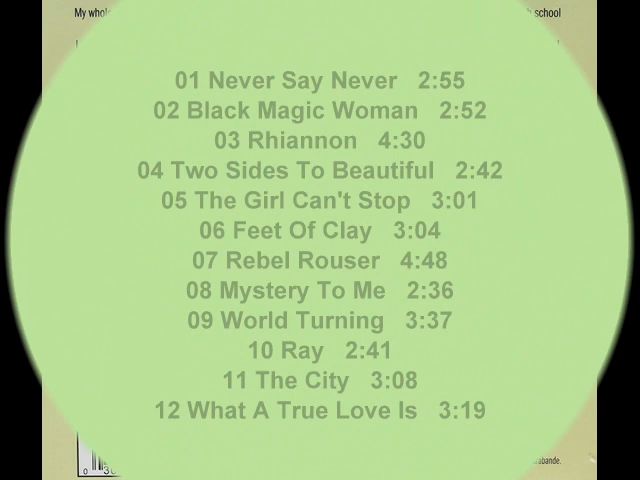 My whol
h school
01 Never Say Never 2:55
02 Black Magic Woman 2:52
03 Rhiannon 4:30
04 Two Sides To Beautiful 2:42
05 The Girl Can't Stop 3:01
06 Feet Of Clay 3:04
07 Rebel Rouser 4:48
08 Mystery To Me 2:36
09 World Turning 3:37
10 Ray 2:41
11 The City 3:08
12 What A True Love Is 3:19
abande.
0